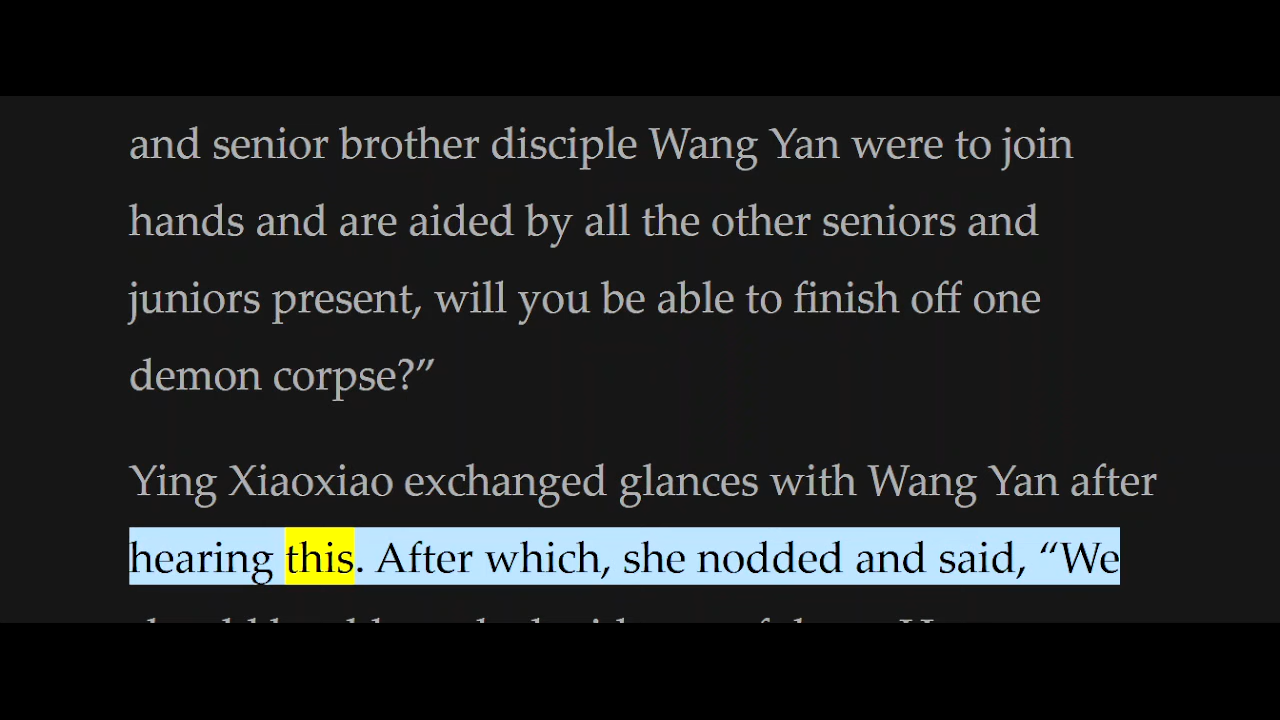 and senior brother disciple Wang Yan were to join
hands and are aided by all the other seniors and
juniors present, will you be able to finish off one
demon corpse?”
Ying Xiaoxiao exchanged glances with Wang Yan after
hearing this. After which, she nodded and said, “We